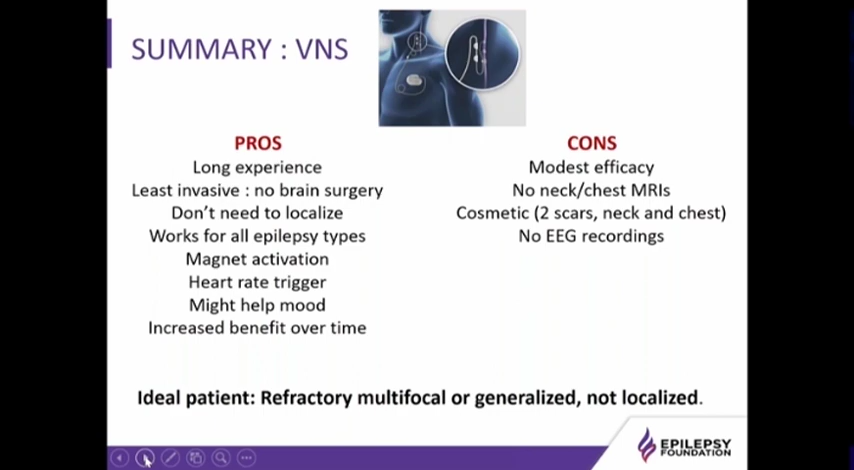 SUMMARY : VNS
PROS
Long experience
Least invasive : no brain surgery
Don't need to localize
Works for all epilepsy types
Magnet activation
Heart rate trigger
Might help mood
Increased benefit over time
CONS
Modest efficacy
No neck/chest MRIs
Cosmetic (2 scars, neck and chest)
No EEG recordings
Ideal patient: Refractory multifocal or generalized, not localized.
EPILEPSY
FOUNDATION